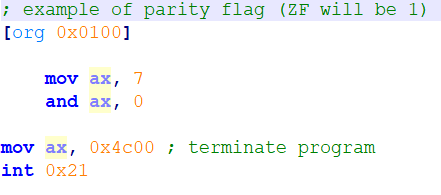 ; example of parity flag (ZF will be 1)
[org 0x0100]
mov ax, 7
and ax, 0
mov ax, 0x4c00 ; terminate program
int 0x21